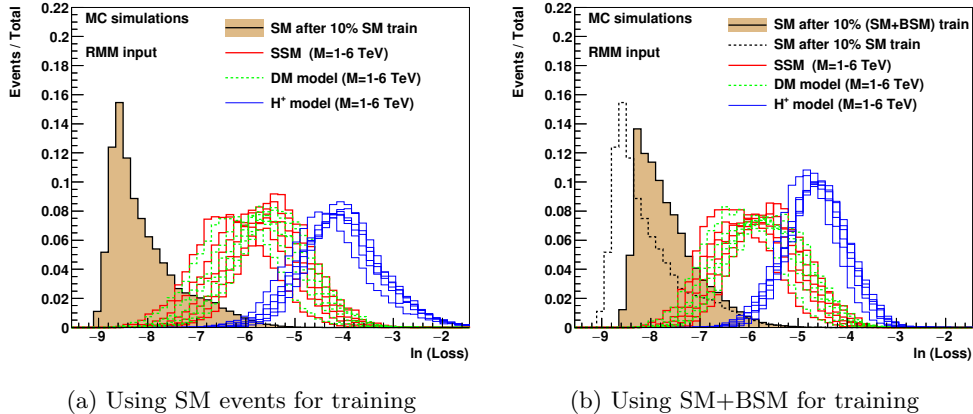 MC simulations
RMM input
SM after 10% SM train
SSM (M=1-6 TeV)
DM model (M=1-6 TeV)
H+ model (M=1-6 TeV)
Events / Total
0.22
0.2
0.18
0.16
0.14
0.12
0.1
0.08
0.06
0.04
0.02
0
−9 −8 −7 −6 −5 −4 −3 −2
ln (Loss)
(a) Using SM events for training
MC simulations
RMM input
SM after 10% (SM+BSM) train
SM after 10% SM train
SSM (M=1-6 TeV)
DM model (M=1-6 TeV)
H+ model (M=1-6 TeV)
Events / Total
0.22
0.2
0.18
0.16
0.14
0.12
0.1
0.08
0.06
0.04
0.02
0
−9 −8 −7 −6 −5 −4 −3 −2
ln (Loss)
(b) Using SM+BSM for training